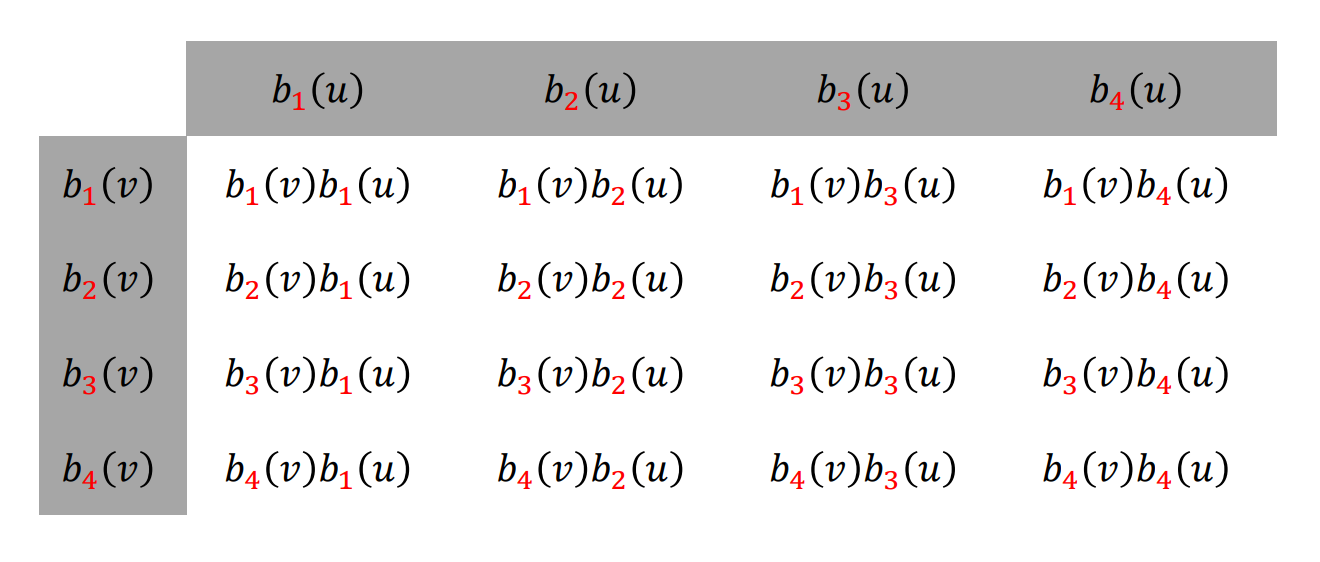 b₁(u) b₂(u) b₃(u) b₄(u)
b₁(v) b₁(v)b₁(u) b₁(v)b₂(u) b₁(v)b₃(u) b₁(v)b₄(u)
b₂(v) b₂(v)b₁(u) b₂(v)b₂(u) b₂(v)b₃(u) b₂(v)b₄(u)
b₃(v) b₃(v)b₁(u) b₃(v)b₂(u) b₃(v)b₃(u) b₃(v)b₄(u)
b₄(v) b₄(v)b₁(u) b₄(v)b₂(u) b₄(v)b₃(u) b₄(v)b₄(u)